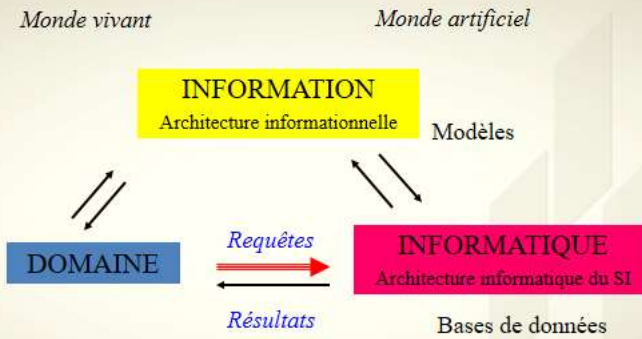 Monde vivant
Monde artificiel
INFORMATION
Architecture informationnelle
Modèles
Requêtes
DOMAINE
INFORMATIQUE
Architecture informatique du SI
Résultats
Bases de données